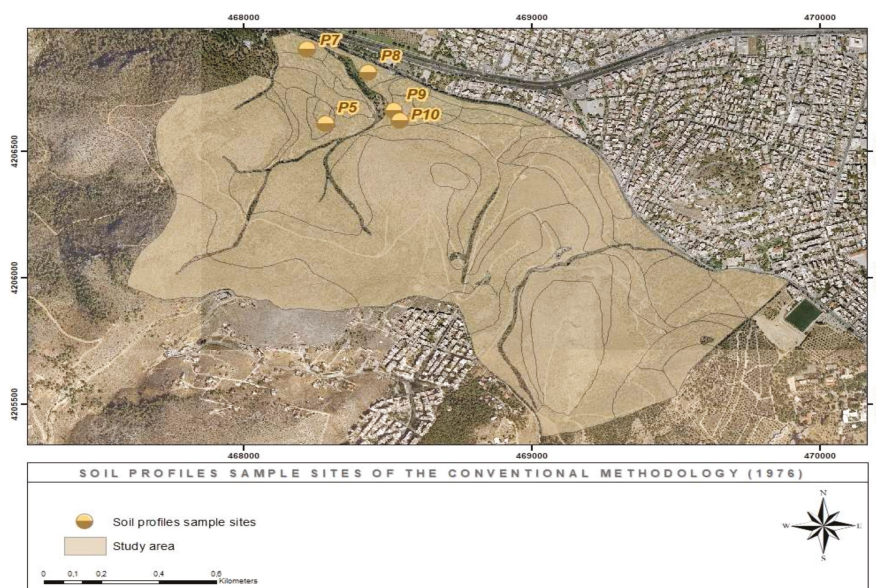 468000 469000 470000
P7
P8
P9
P5
P10
4206500
4206000
4205500
468000 469000 470000
SOIL PROFILES SAMPLE SITES OF THE CONVENTIONAL METHODOLOGY (1976)
N
Soil profiles sample sites
W E
Study area
S
0 0,1 0,2 0,4 0,6
Kilometers